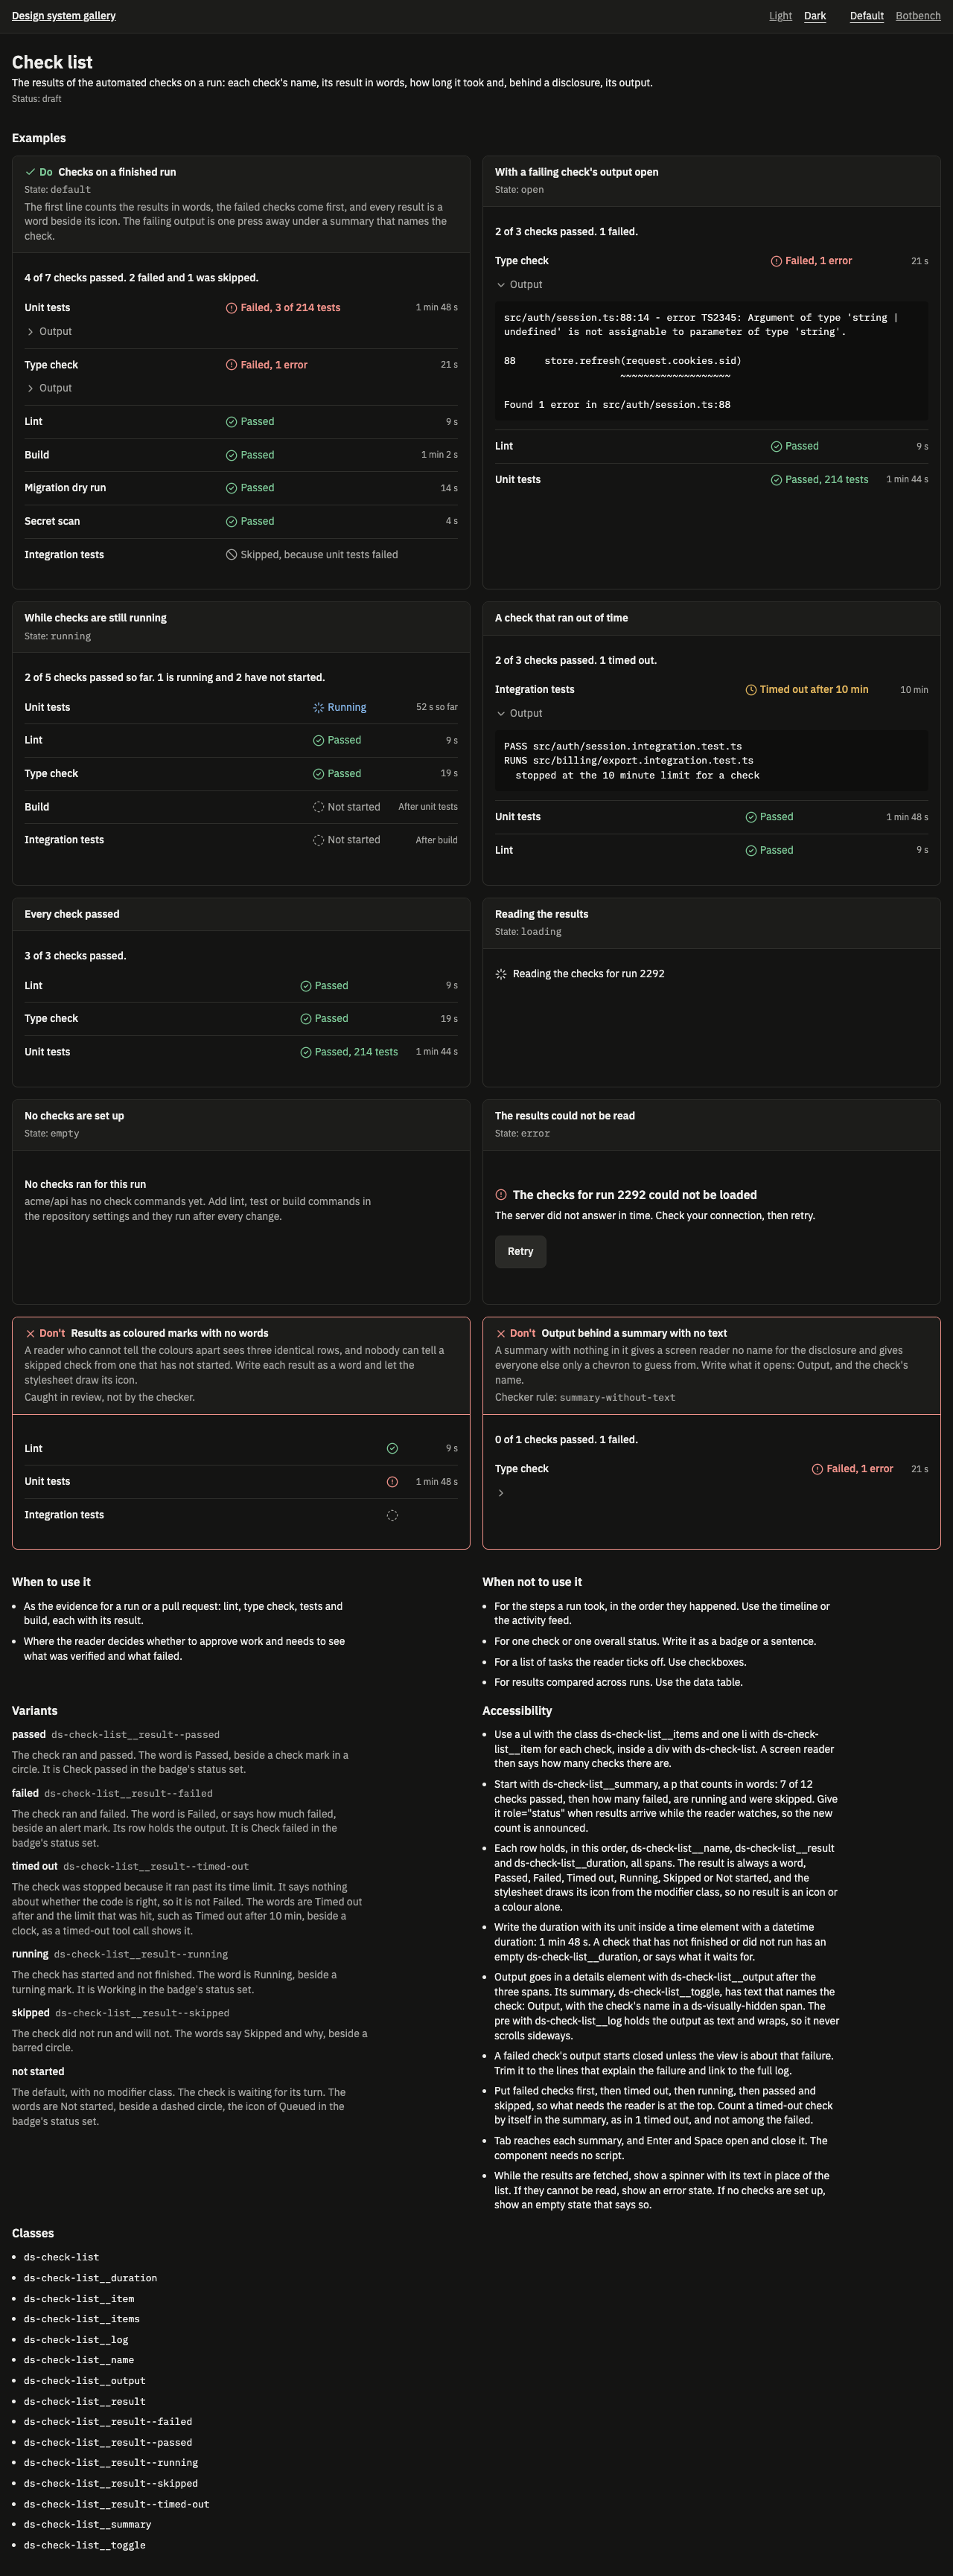 Design system gallery
Light Dark Default Botbench
Check list
The results of the automated checks on a run: each check's name, its result in words, how long it took and, behind a disclosure, its output.
Status: draft
Examples
Do Checks on a finished run
State: default
The first line counts the results in words, the failed checks come first, and every result is a
word beside its icon. The failing output is one press away under a summary that names the
check.
4 of 7 checks passed. 2 failed and 1 was skipped.
Unit tests Failed, 3 of 214 tests 1 min 48 s
Output
Type check Failed, 1 error 21 s
Output
Lint Passed 9 s
Build Passed 1 min 2 s
Migration dry run Passed 14 s
Secret scan Passed 4 s
Integration tests Skipped, because unit tests failed
With a failing check's output open
State: open
2 of 3 checks passed. 1 failed.
Type check Failed, 1 error 21 s
Output
src/auth/session.ts:88:14 - error TS2345: Argument of type 'string |
undefined' is not assignable to parameter of type 'string'.
88 store.refresh(request.cookies.sid)
~~~~~~~~~~~~~~~~~~~
Found 1 error in src/auth/session.ts:88
Lint Passed 9 s
Unit tests Passed, 214 tests 1 min 44 s
While checks are still running
State: running
2 of 5 checks passed so far. 1 is running and 2 have not started.
Unit tests Running 52 s so far
Lint Passed 9 s
Type check Passed 19 s
Build Not started After unit tests
Integration tests Not started After build
A check that ran out of time
2 of 3 checks passed. 1 timed out.
Integration tests Timed out after 10 min 10 min
Output
PASS src/auth/session.integration.test.ts
RUNS src/billing/export.integration.test.ts
stopped at the 10 minute limit for a check
Unit tests Passed 1 min 48 s
Lint Passed 9 s
Every check passed
3 of 3 checks passed.
Lint Passed 9 s
Type check Passed 19 s
Unit tests Passed, 214 tests 1 min 44 s
Reading the results
State: loading
Reading the checks for run 2292
No checks are set up
State: empty
No checks ran for this run
acme/api has no check commands yet. Add lint, test or build commands in
the repository settings and they run after every change.
The results could not be read
State: error
The checks for run 2292 could not be loaded
The server did not answer in time. Check your connection, then retry.
Retry
Don't Results as coloured marks with no words
A reader who cannot tell the colours apart sees three identical rows, and nobody can tell a
skipped check from one that has not started. Write each result as a word and let the
stylesheet draw its icon.
Caught in review, not by the checker.
Lint 9 s
Unit tests 1 min 48 s
Integration tests
Don't Output behind a summary with no text
A summary with nothing in it gives a screen reader no name for the disclosure and gives
everyone else only a chevron to guess from. Write what it opens: Output, and the check's
name.
Checker rule: summary-without-text
0 of 1 checks passed. 1 failed.
Type check Failed, 1 error 21 s
When to use it
As the evidence for a run or a pull request: lint, type check, tests and
build, each with its result.
Where the reader decides whether to approve work and needs to see
what was verified and what failed.
When not to use it
For the steps a run took, in the order they happened. Use the timeline or
the activity feed.
For one check or one overall status. Write it as a badge or a sentence.
For a list of tasks the reader ticks off. Use checkboxes.
For results compared across runs. Use the data table.
Variants
passed ds-check-list__result--passed
The check ran and passed. The word is Passed, beside a check mark in a
circle. It is Check passed in the badge's status set.
failed ds-check-list__result--failed
The check ran and failed. The word is Failed, or says how much failed,
beside an alert mark. Its row holds the output. It is Check failed in the
badge's status set.
timed out ds-check-list__result--timed-out
The check was stopped because it ran past its time limit. It says nothing
about whether the code is right, so it is not Failed. The words are Timed out
after and the limit that was hit, such as Timed out after 10 min, beside a
clock, as a timed-out tool call shows it.
running ds-check-list__result--running
The check has started and not finished. The word is Running, beside a
turning mark. It is Working in the badge's status set.
skipped ds-check-list__result--skipped
The check did not run and will not. The words say Skipped and why, beside a
barred circle.
not started
The default, with no modifier class. The check is waiting for its turn. The
words are Not started, beside a dashed circle, the icon of Queued in the
badge's status set.
Accessibility
Use a ul with the class ds-check-list__items and one li with ds-check-
list__item for each check, inside a div with ds-check-list. A screen reader
then says how many checks there are.
Start with ds-check-list__summary, a p that counts in words: 7 of 12
checks passed, then how many failed, are running and were skipped. Give
it role="status" when results arrive while the reader watches, so the new
count is announced.
Each row holds, in this order, ds-check-list__name, ds-check-list__result
and ds-check-list__duration, all spans. The result is always a word,
Passed, Failed, Timed out, Running, Skipped or Not started, and the
stylesheet draws its icon from the modifier class, so no result is an icon or
a colour alone.
Write the duration with its unit inside a time element with a datetime
duration: 1 min 48 s. A check that has not finished or did not run has an
empty ds-check-list__duration, or says what it waits for.
Output goes in a details element with ds-check-list__output after the
three spans. Its summary, ds-check-list__toggle, has text that names the
check: Output, with the check's name in a ds-visually-hidden span. The
pre with ds-check-list__log holds the output as text and wraps, so it never
scrolls sideways.
A failed check's output starts closed unless the view is about that failure.
Trim it to the lines that explain the failure and link to the full log.
Put failed checks first, then timed out, then running, then passed and
skipped, so what needs the reader is at the top. Count a timed-out check
by itself in the summary, as in 1 timed out, and not among the failed.
Tab reaches each summary, and Enter and Space open and close it. The
component needs no script.
While the results are fetched, show a spinner with its text in place of the
list. If they cannot be read, show an error state. If no checks are set up,
show an empty state that says so.
Classes
ds-check-list
ds-check-list__duration
ds-check-list__item
ds-check-list__items
ds-check-list__log
ds-check-list__name
ds-check-list__output
ds-check-list__result
ds-check-list__result--failed
ds-check-list__result--passed
ds-check-list__result--running
ds-check-list__result--skipped
ds-check-list__result--timed-out
ds-check-list__summary
ds-check-list__toggle